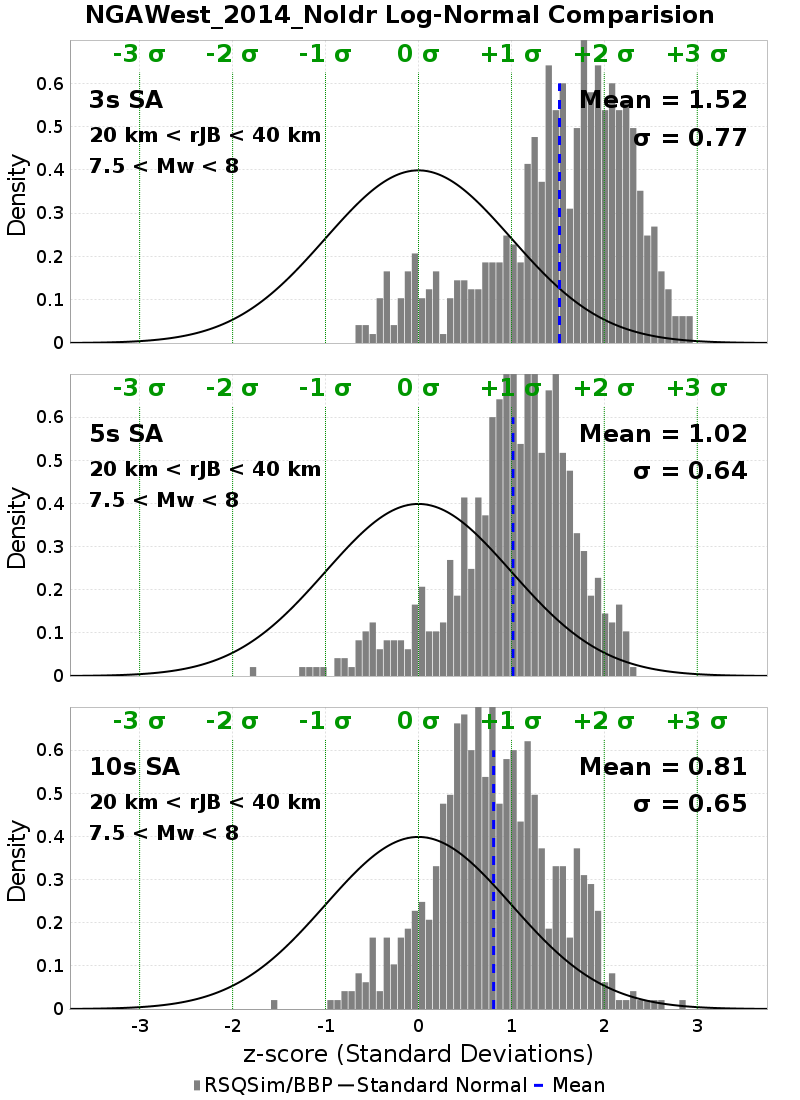 NGAWest_2014_NoIdr Log-Normal Comparision
-3 σ -2 σ -1 σ 0 σ +1 σ +2 σ +3 σ
3s SA
Mean = 1.52
20 km < rJB < 40 km
σ = 0.77
7.5 < Mw < 8
Density
0.6
0.5
0.4
0.3
0.2
0.1
0
-3 σ -2 σ -1 σ 0 σ +1 σ +2 σ +3 σ
5s SA
Mean = 1.02
20 km < rJB < 40 km
σ = 0.64
7.5 < Mw < 8
Density
0.6
0.5
0.4
0.3
0.2
0.1
0
-3 σ -2 σ -1 σ 0 σ +1 σ +2 σ +3 σ
10s SA
Mean = 0.81
20 km < rJB < 40 km
σ = 0.65
7.5 < Mw < 8
Density
0.6
0.5
0.4
0.3
0.2
0.1
0
-3 -2 -1 0 1 2 3
z-score (Standard Deviations)
RSQSim/BBP Standard Normal Mean